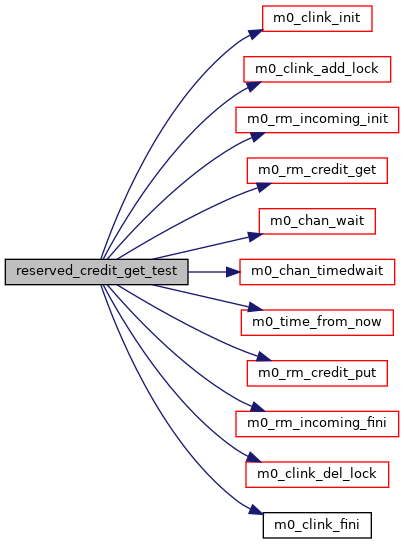 m0_clink_init
m0_clink_add_lock
m0_rm_incoming_init
m0_rm_credit_get
m0_chan_wait
reserved_credit_get_test
m0_chan_timedwait
m0_time_from_now
m0_rm_credit_put
m0_rm_incoming_fini
m0_clink_del_lock
m0_clink_fini